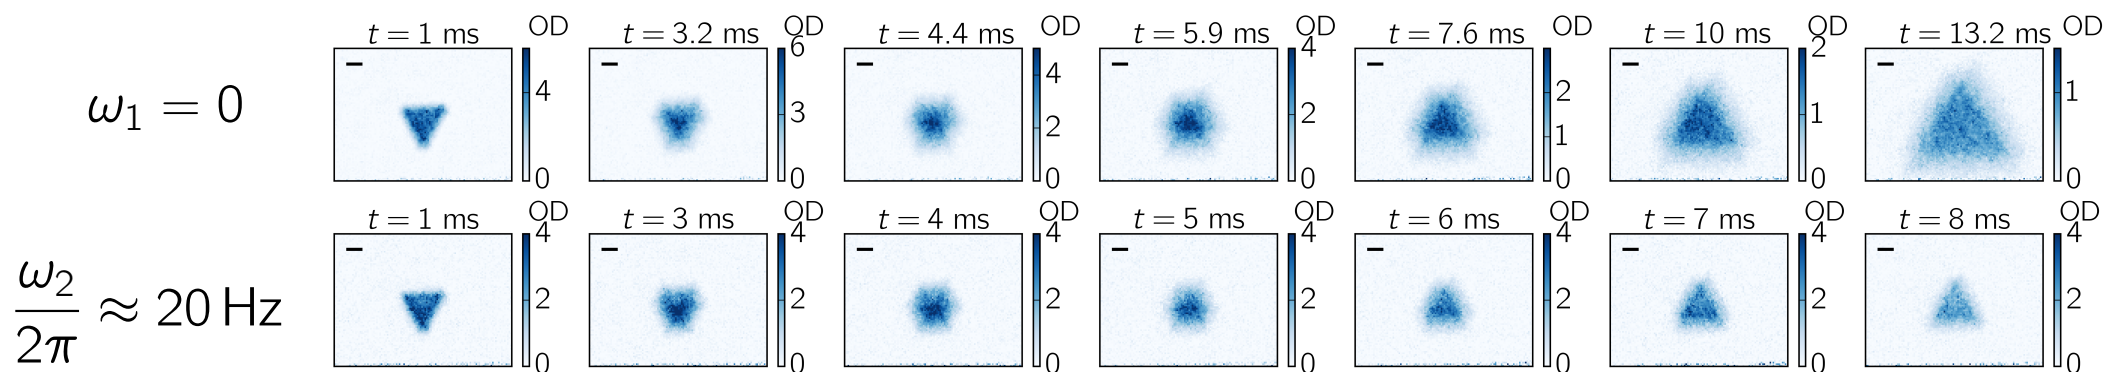 OD OD OD OD OD OD OD
t = 1 ms t = 3.2 ms t = 4.4 ms t = 5.9 ms t = 7.6 ms t = 10 ms t = 13.2 ms
6 4 2
4 4 2 1
ω₁ = 0 3 2 2 1
2 1
0 0 0 0 0 0 0
OD OD OD OD OD OD OD
t = 1 ms t = 3 ms t = 4 ms t = 5 ms t = 6 ms t = 7 ms t = 8 ms
4 4 4 4 4 4 4
ω₂/2π ≈ 20 Hz 2 2 2 2 2 2 2
0 0 0 0 0 0 0